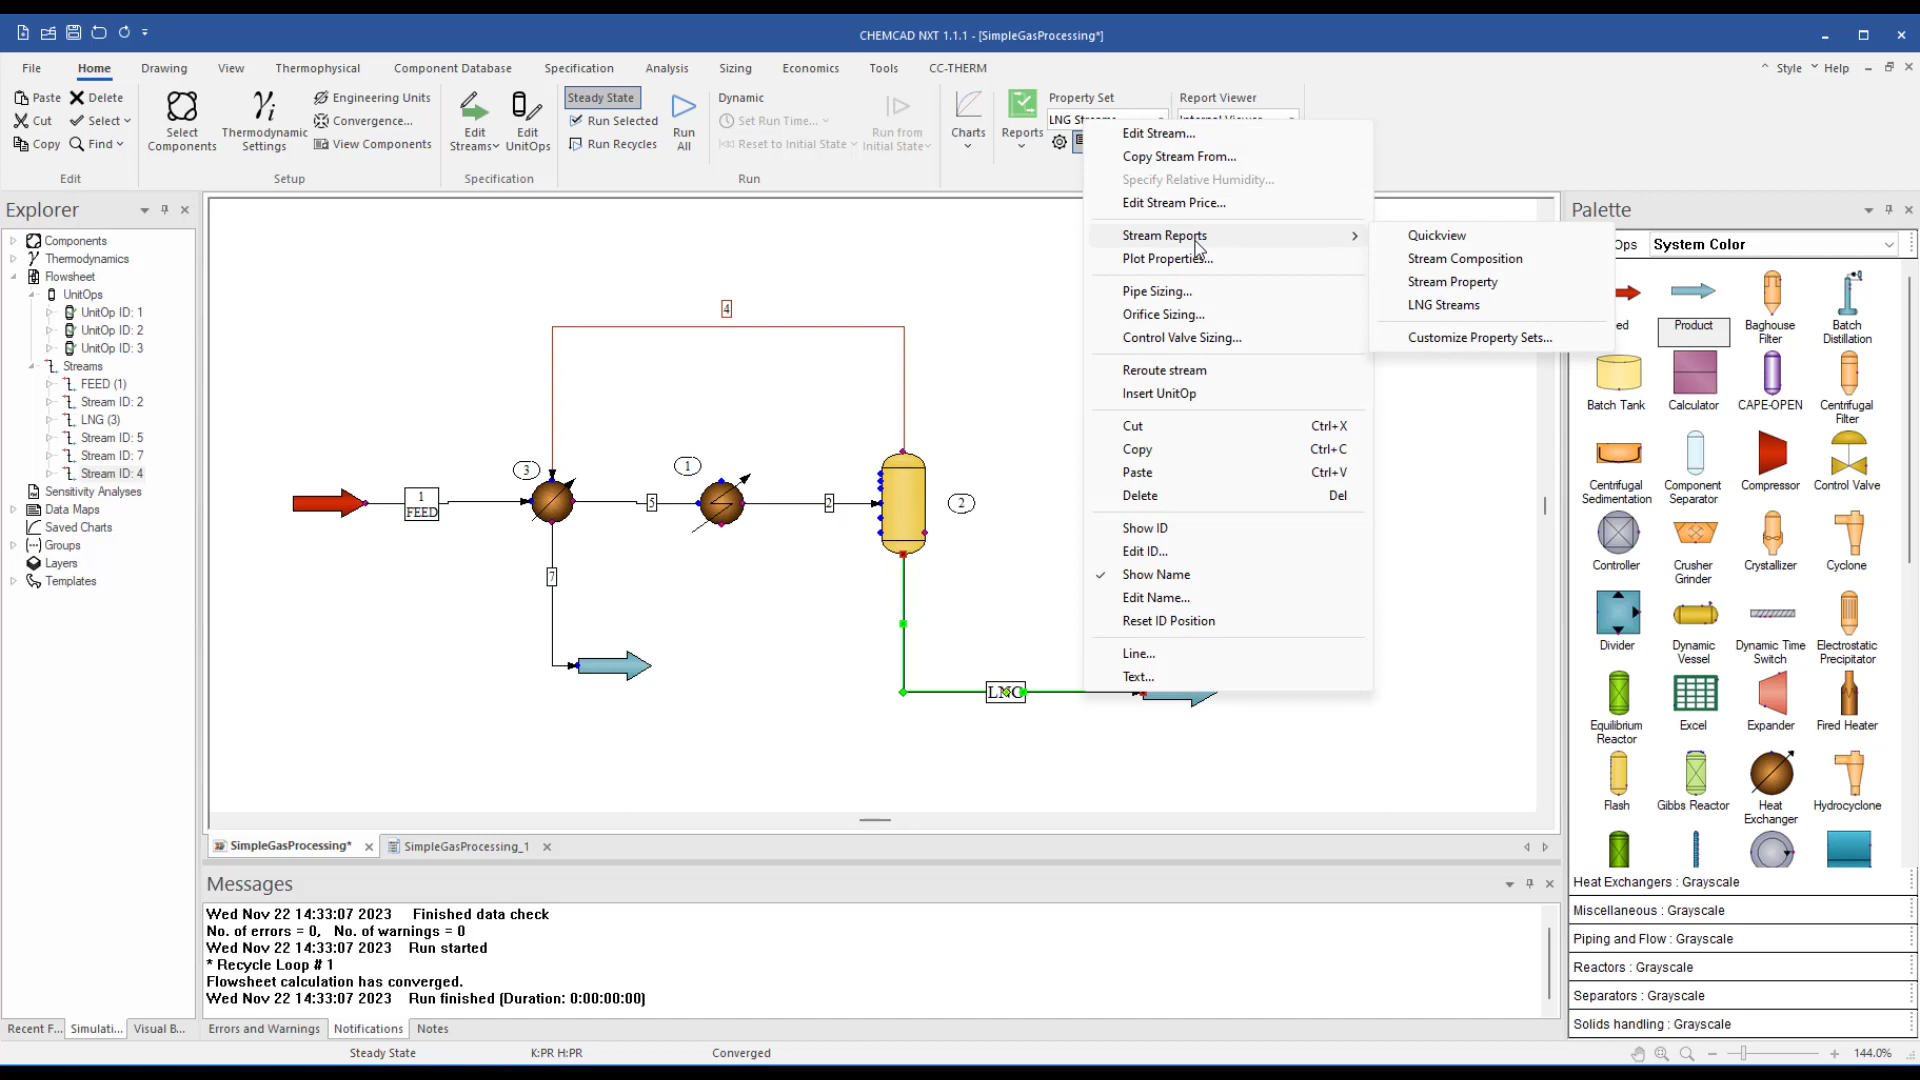 CHEMCAD NXT 1.1.1 - [SimpleGasProcessing*]
File
Home
Drawing
View
Thermophysical
Component Database
Specification
Analysis
Sizing
Economics
Tools
CC-THERM
Style
Help
Paste
Delete
Cut
Select
Copy
Find
Edit
Select Components
Thermodynamic Settings
Engineering Units
Convergence...
View Components
Setup
Edit Streams
Edit UnitOps
Specification
Steady State
Run Selected
Run Recycles
Run All
Dynamic
Set Run Time...
Reset to Initial State
Run from Initial State
Run
Charts
Reports
Property Set
LNG Streams
Report Viewer
Explorer
Components
Thermodynamics
Flowsheet
UnitOps
UnitOp ID: 1
UnitOp ID: 2
UnitOp ID: 3
Streams
FEED (1)
Stream ID: 2
LNG (3)
Stream ID: 5
Stream ID: 7
Stream ID: 4
Sensitivity Analyses
Data Maps
Saved Charts
Groups
Layers
Templates
Recent F...
Simulati...
Visual B...
4
3
1
1
FEED
5
2
2
7
LNG
Edit Stream...
Copy Stream From...
Specify Relative Humidity...
Edit Stream Price...
Stream Reports
Plot Properties...
Pipe Sizing...
Orifice Sizing...
Control Valve Sizing...
Reroute stream
Insert UnitOp
Cut Ctrl+X
Copy Ctrl+C
Paste Ctrl+V
Delete Del
Show ID
Edit ID...
Show Name
Edit Name...
Reset ID Position
Line...
Text...
Quickview
Stream Composition
Stream Property
LNG Streams
Customize Property Sets...
SimpleGasProcessing*
SimpleGasProcessing_1
Messages
Wed Nov 22 14:33:07 2023 Finished data check
No. of errors = 0, No. of warnings = 0
Wed Nov 22 14:33:07 2023 Run started
* Recycle Loop # 1
Flowsheet calculation has converged.
Wed Nov 22 14:33:07 2023 Run finished (Duration: 0:00:00:00)
Errors and Warnings
Notifications
Notes
Palette
System Color
Product
Baghouse Filter
Batch Distillation
Batch Tank
Calculator
CAPE-OPEN
Centrifugal Filter
Centrifugal Sedimentation
Component Separator
Compressor
Control Valve
Controller
Crusher Grinder
Crystallizer
Cyclone
Divider
Dynamic Vessel
Dynamic Time Switch
Electrostatic Precipitator
Equilibrium Reactor
Excel
Expander
Fired Heater
Flash
Gibbs Reactor
Heat Exchanger
Hydrocyclone
Heat Exchangers : Grayscale
Miscellaneous : Grayscale
Piping and Flow : Grayscale
Reactors : Grayscale
Separators : Grayscale
Solids handling : Grayscale
Steady State
K:PR H:PR
Converged
144.0%